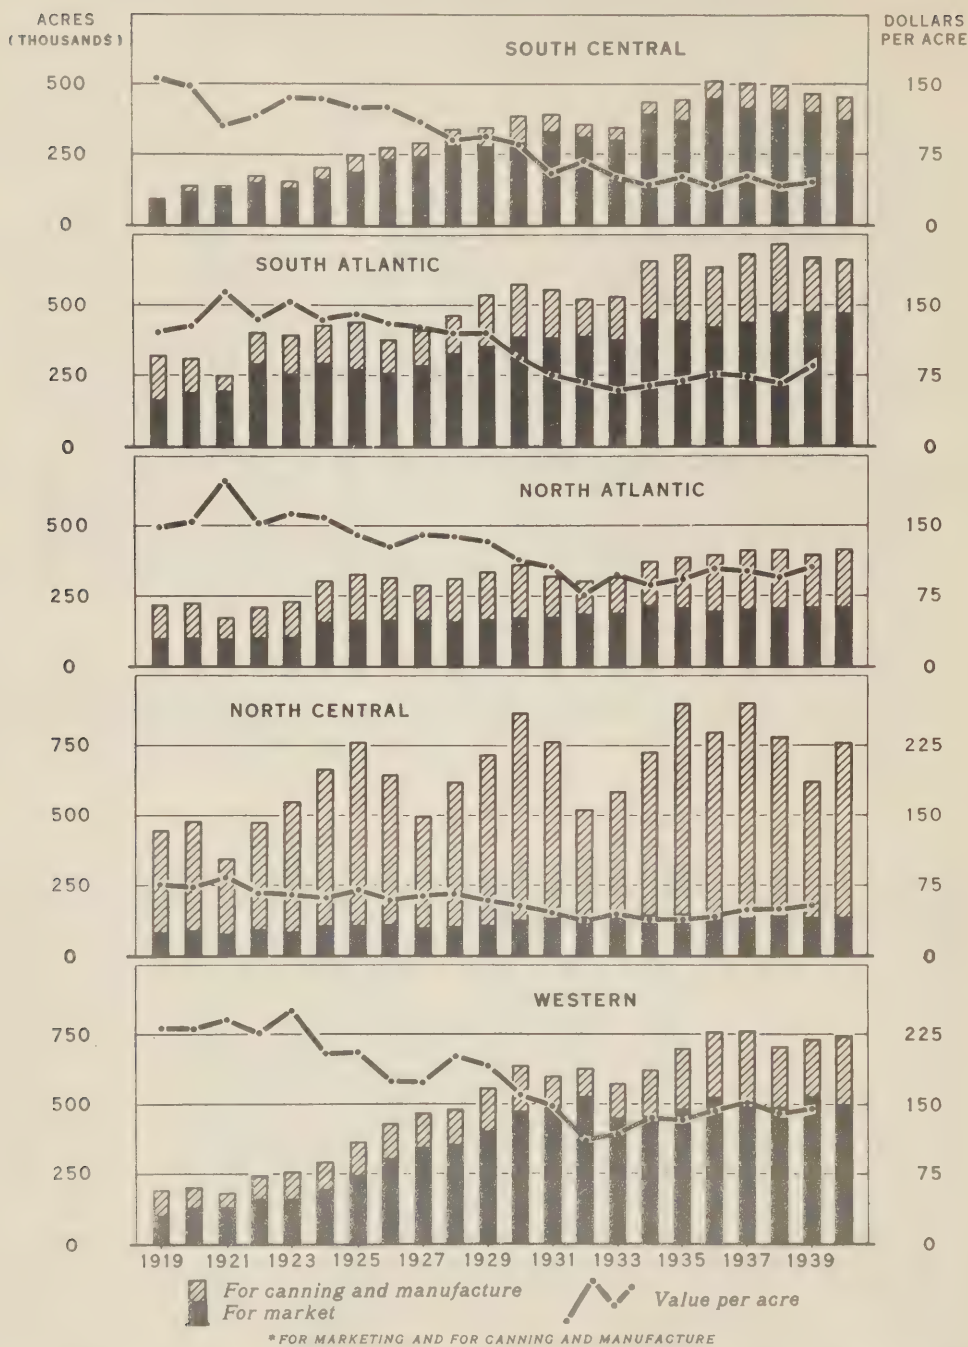 ACRES
(THOUSANDS)
DOLLARS
PER ACRE
SOUTH CENTRAL
500
250
0
150
75
0
SOUTH ATLANTIC
500
250
0
150
75
0
NORTH ATLANTIC
500
250
0
150
75
0
NORTH CENTRAL
750
500
250
0
225
150
75
0
WESTERN
750
500
250
0
225
150
75
0
1919 1921 1923 1925 1927 1929 1931 1933 1935 1937 1939
For canning and manufacture
For market
Value per acre
*FOR MARKETING AND FOR CANNING AND MANUFACTURE